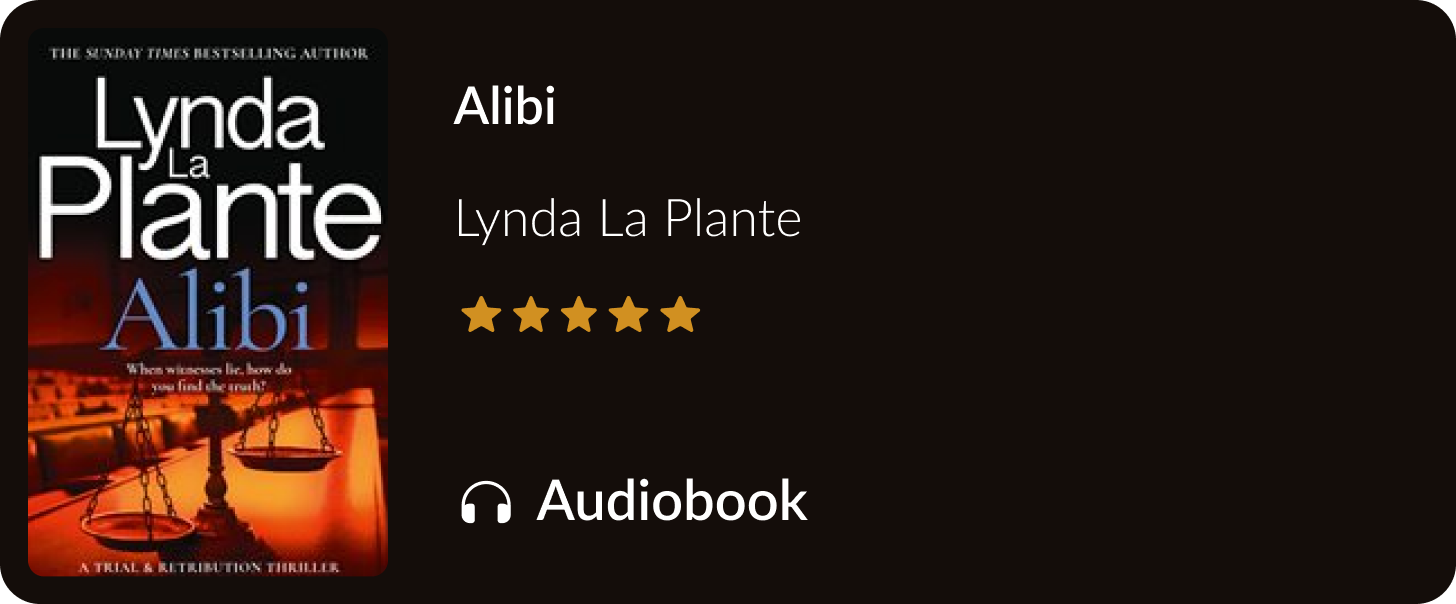 THE SUNDAY TIMES BESTSELLING AUTHOR
Lynda
La
Plante
Alibi
When witnesses lie, how do
you find the truth?
A TRIAL & RETRIBUTION THRILLER
Alibi
Lynda La Plante
Audiobook